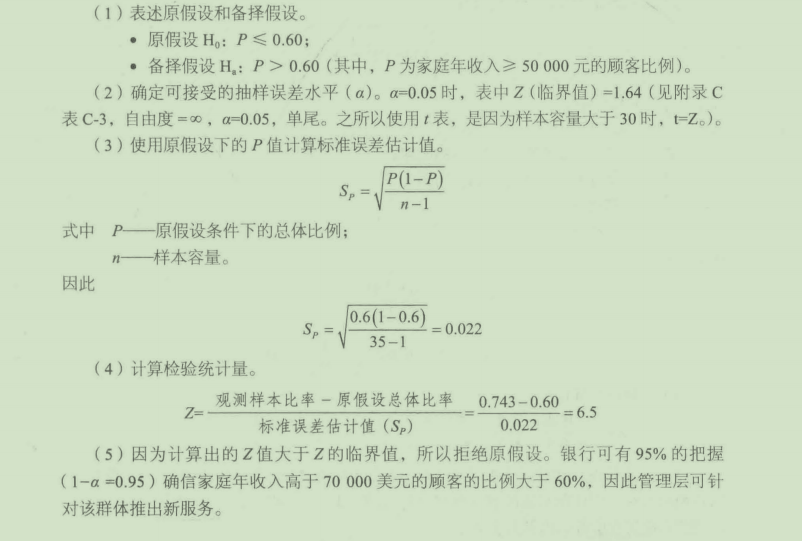 （1）表述原假设和备择假设。
• 原假设 H₀：P ≤ 0.60；
• 备择假设 Hₐ：P > 0.60（其中，P 为家庭年收入≥ 50 000 元的顾客比例）。
（2）确定可接受的抽样误差水平（α）。α=0.05 时，表中 Z（临界值）=1.64（见附录 C
表 C-3，自由度 =∞，α=0.05，单尾。之所以使用 t 表，是因为样本容量大于 30 时，t=Z。）。
（3）使用原假设下的 P 值计算标准误差估计值。
S_P = √(P(1−P) / (n−1))
式中 P——原假设条件下的总体比例；
n——样本容量。
因此
S_P = √(0.6(1−0.6) / (35−1)) = 0.022
（4）计算检验统计量。
Z= 观测样本比率 − 原假设总体比率 / 标准误差估计值（S_P） = 0.743−0.60 / 0.022 = 6.5
（5）因为计算出的 Z 值大于 Z 的临界值，所以拒绝原假设。银行可有 95% 的把握
（1-α =0.95）确信家庭年收入高于 70 000 美元的顾客的比例大于 60%，因此管理层可针
对该群体推出新服务。